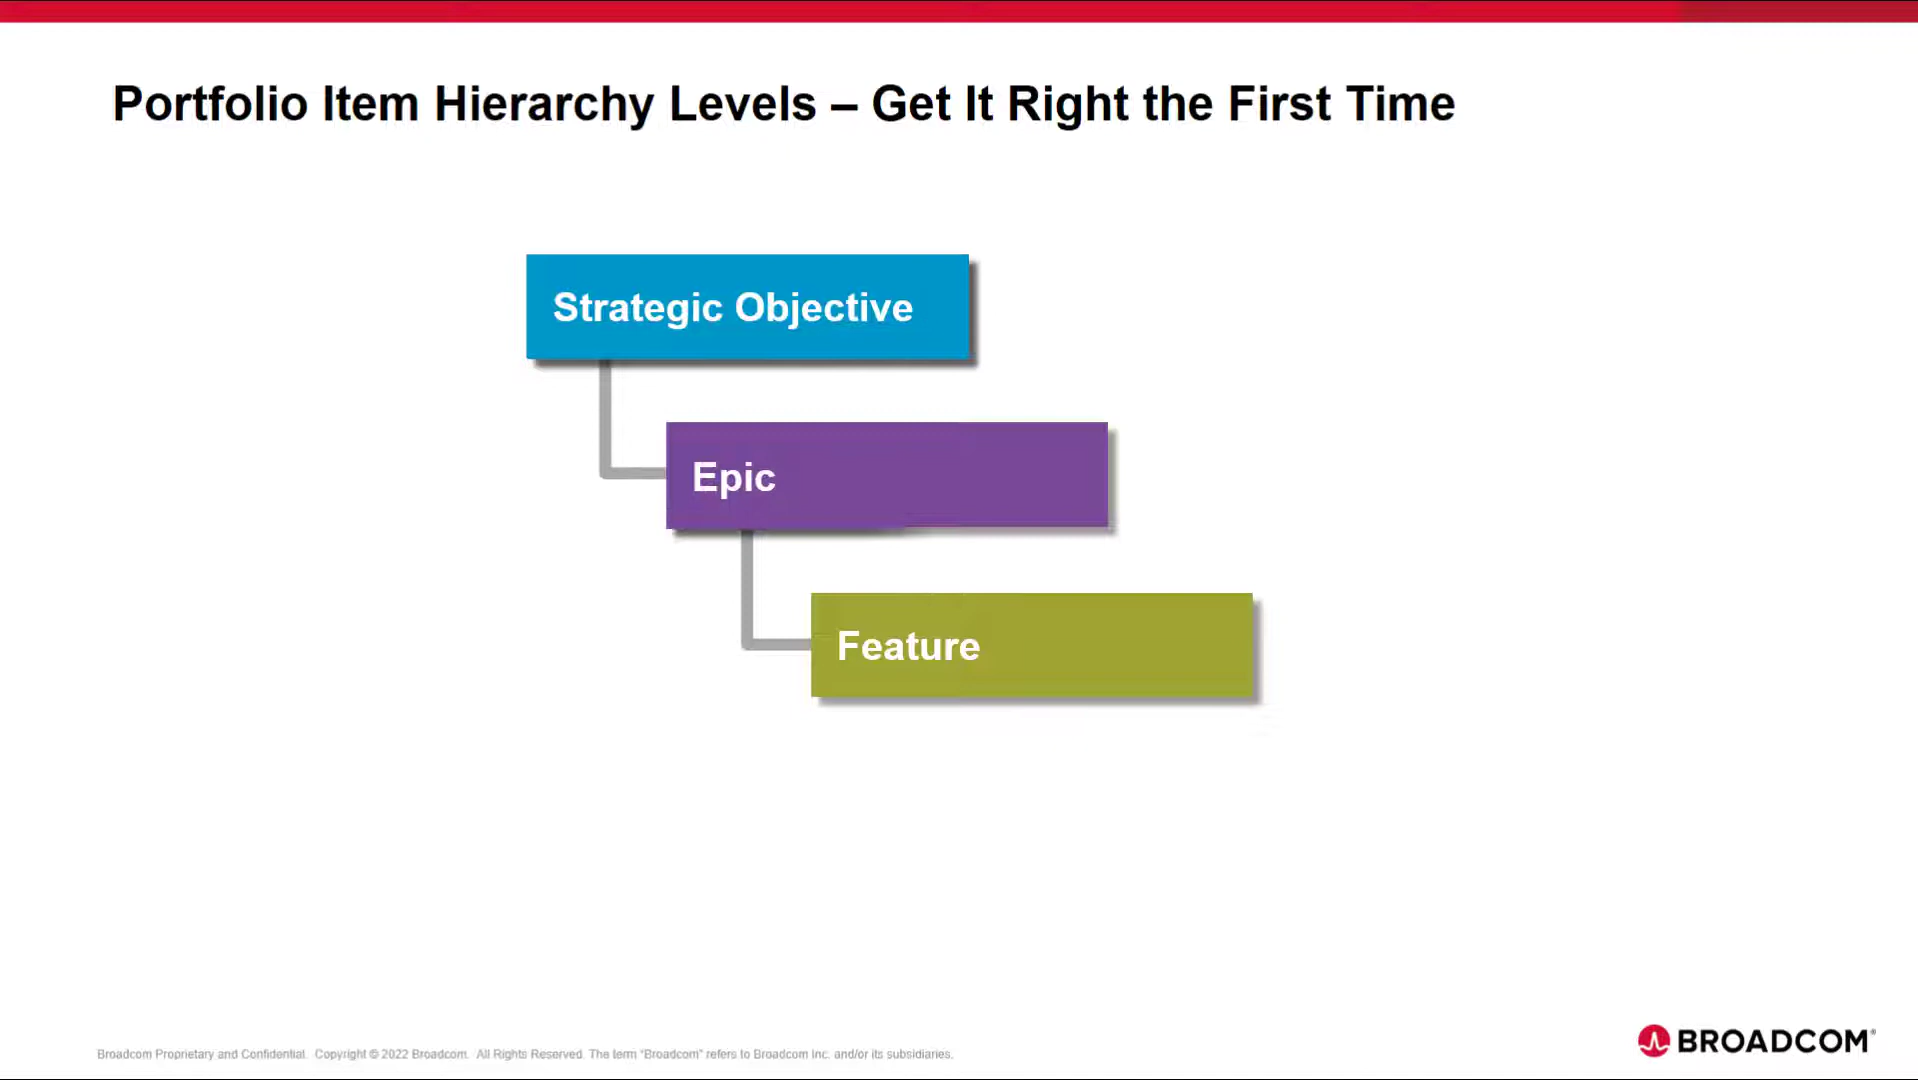 Portfolio Item Hierarchy Levels – Get It Right the First Time
Strategic Objective
Epic
Feature
Broadcom Proprietary and Confidential. Copyright © 2022 Broadcom. All Rights Reserved. The term “Broadcom” refers to Broadcom Inc. and/or its subsidiaries.
BROADCOM®